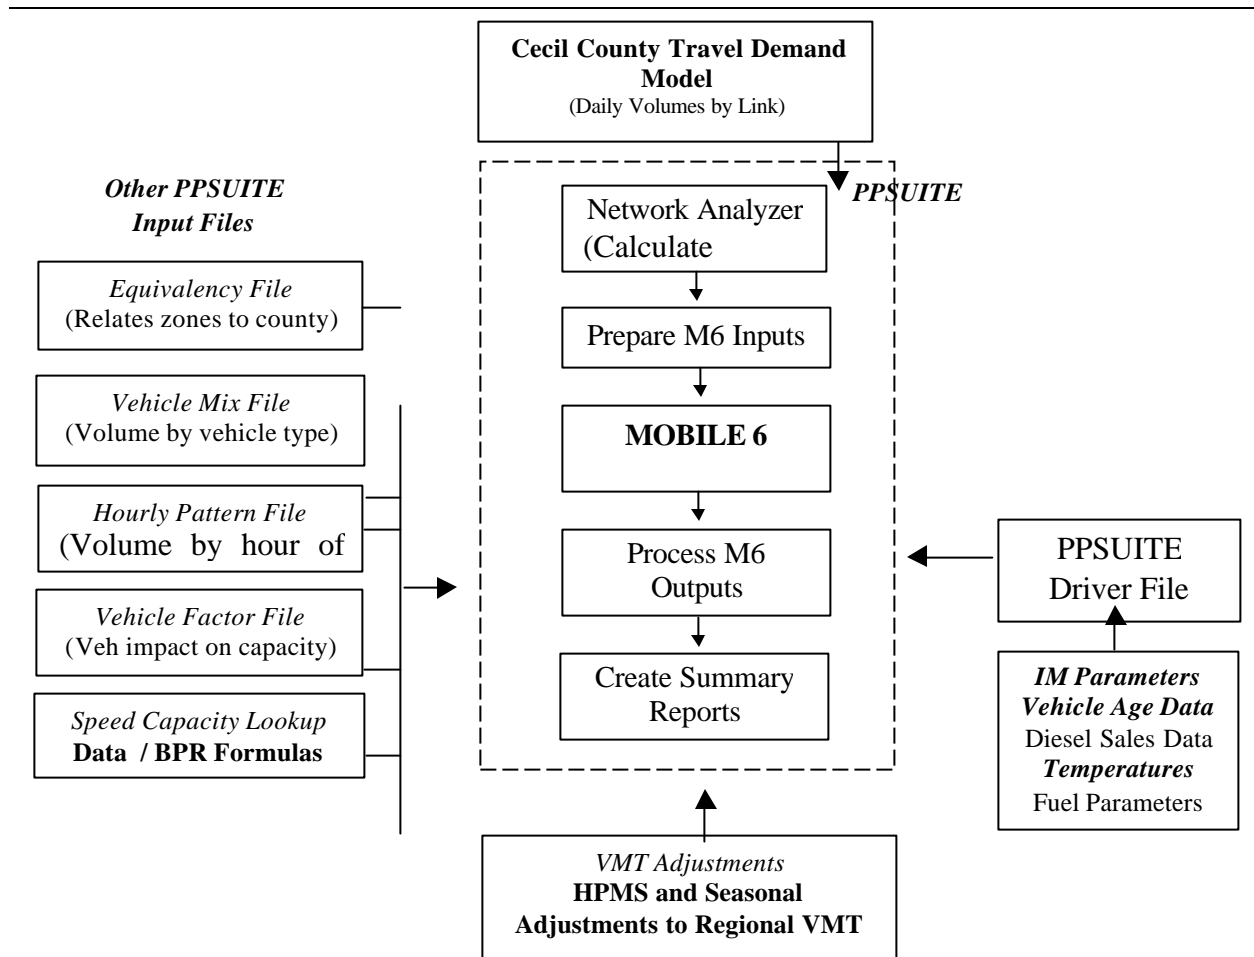 Cecil County Travel Demand
Model
(Daily Volumes by Link)
Other PPSUITE
Input Files
PPSUITE
Network Analyzer
(Calculate
Equivalency File
(Relates zones to county)
Prepare M6 Inputs
Vehicle Mix File
(Volume by vehicle type)
MOBILE 6
Hourly Pattern File
(Volume by hour of
Process M6
Outputs
PPSUITE
Driver File
Vehicle Factor File
(Veh impact on capacity)
Create Summary
Reports
IM Parameters
Vehicle Age Data
Diesel Sales Data
Temperatures
Fuel Parameters
Speed Capacity Lookup
Data / BPR Formulas
VMT Adjustments
HPMS and Seasonal
Adjustments to Regional VMT